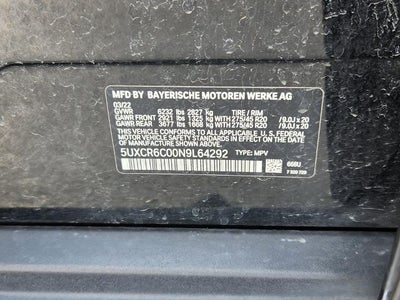 MFD BY BAYERISCHE MOTOREN WERKE AG
03/22
GVWR 6232 lbs 2827 kg TIRE / RIM
GAWR FRONT 2921 lbs 1325 kg WITH 275/45 R20 /9.0J x 20
GAWR REAR 3677 lbs 1668 kg WITH 275/45 R20 /9.0J x 20
THIS VEHICLE CONFORMS TO ALL APPLICABLE U. S. FEDERAL
MOTOR VEHICLE SAFETY STANDARDS IN EFFECT ON THE DATE OF
MANUFACTURE SHOWN ABOVE.
5UXCR6C00N9L64292 TYPE: MPV